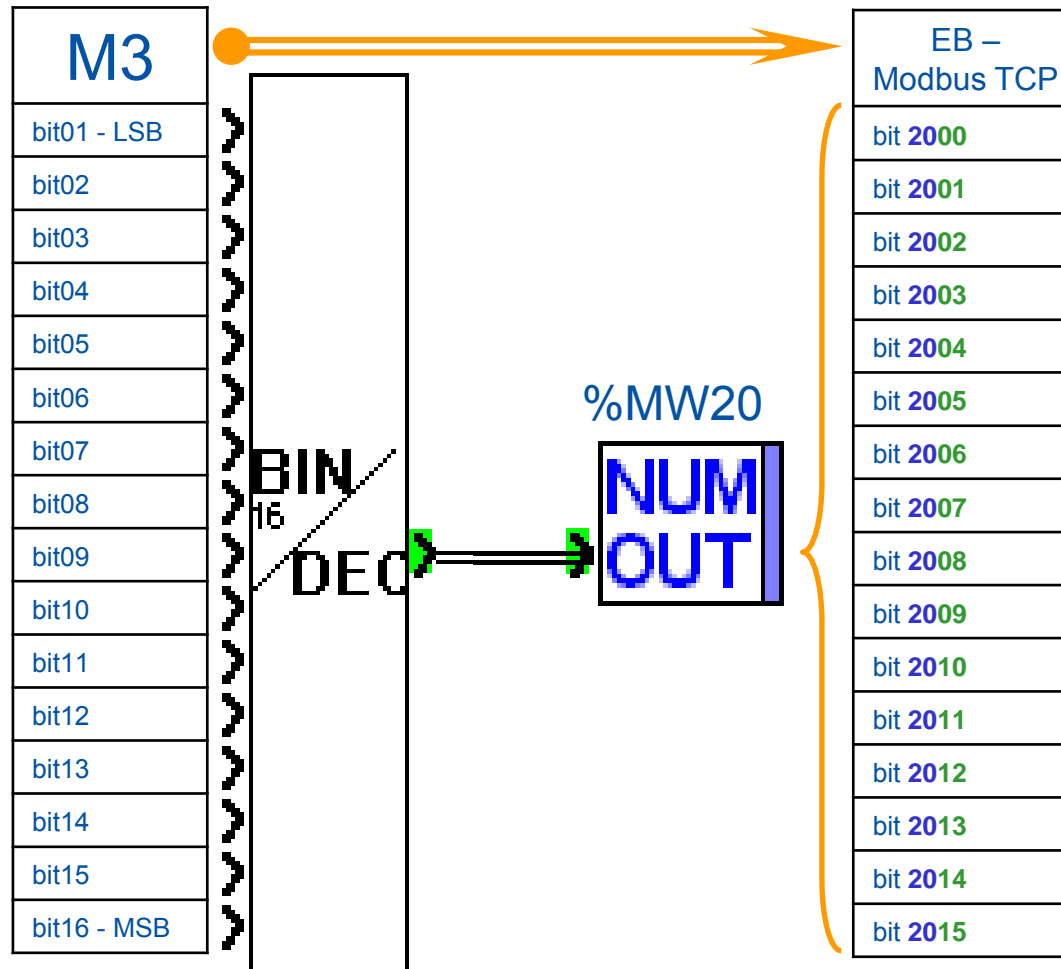 M3
EB –
Modbus TCP
bit01 - LSB
bit 2000
bit02
bit 2001
bit03
bit 2002
bit04
bit 2003
bit05
bit 2004
bit06
bit 2005
%MW20
bit07
bit 2006
BIN
NUM
bit08
bit 2007
16
bit09
bit 2008
DEC
OUT
bit10
bit 2009
bit11
bit 2010
bit12
bit 2011
bit13
bit 2012
bit14
bit 2013
bit15
bit 2014
bit16 - MSB
bit 2015